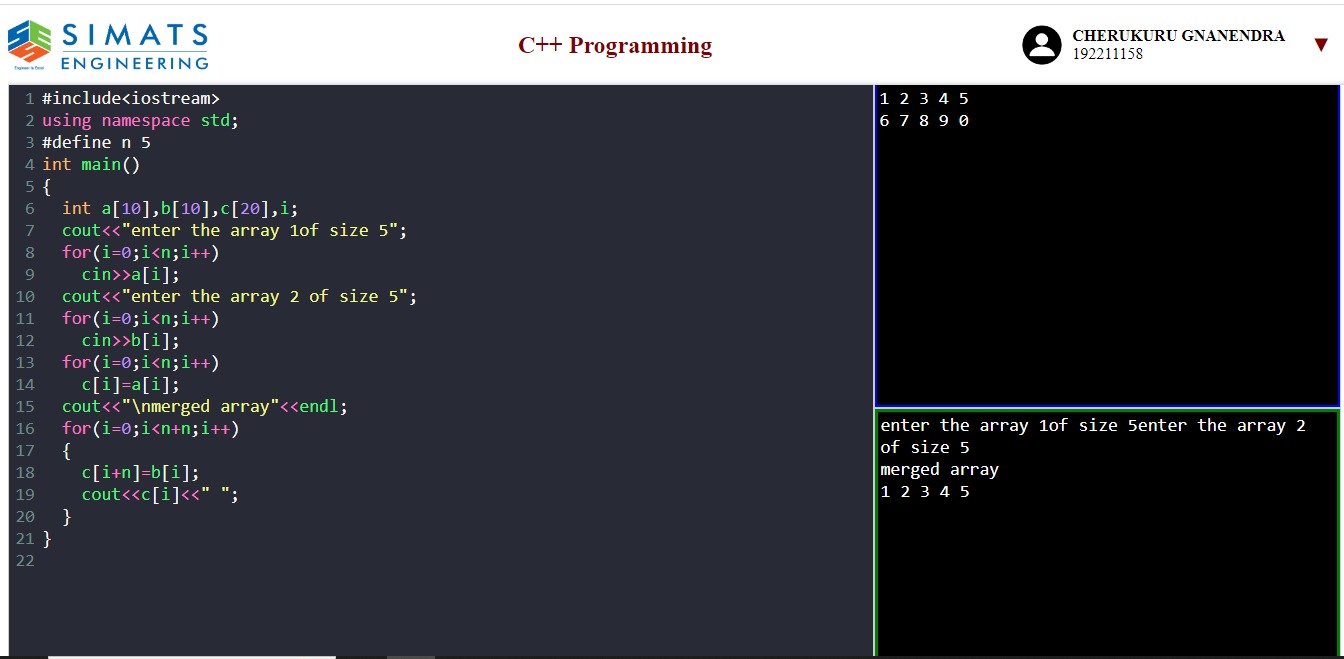 SIMATS
ENGINEERING
Engineer to Excel
C++ Programming
CHERUKURU GNANENDRA
192211158
▼
1 #include<iostream>
2 using namespace std;
3 #define n 5
4 int main()
5 {
6   int a[10],b[10],c[20],i;
7   cout<<"enter the array 1of size 5";
8   for(i=0;i<n;i++)
9     cin>>a[i];
10   cout<<"enter the array 2 of size 5";
11   for(i=0;i<n;i++)
12     cin>>b[i];
13   for(i=0;i<n;i++)
14     c[i]=a[i];
15   cout<<"\nmerged array"<<endl;
16   for(i=0;i<n+n;i++)
17   {
18     c[i+n]=b[i];
19     cout<<c[i]<<" ";
20   }
21 }
22
1 2 3 4 5
6 7 8 9 0
enter the array 1of size 5enter the array 2
of size 5
merged array
1 2 3 4 5